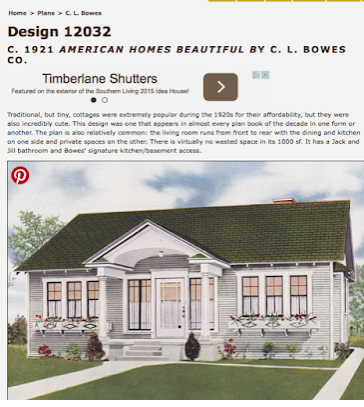 Home > Plans > C. L. Bowes
Design 12032
C. 1921 AMERICAN HOMES BEAUTIFUL BY C. L. BOWES
CO.
Timberlane Shutters
Featured on the exterior of the Southern Living 2015 Idea House!
Traditional, but tiny, cottages were extremely popular during the 1920s for their affordability, but they were
also incredibly cute. This design was one that appears in almost every plan book of the decade in one form or
another. The plan is also relatively common: the living room runs from front to rear with the dining and kitchen
on one side and private spaces on the other. There is virtually no wasted space in its 1000 sf. It has a Jack and
Jill bathroom and Bowes' signature kitchen/basement access.